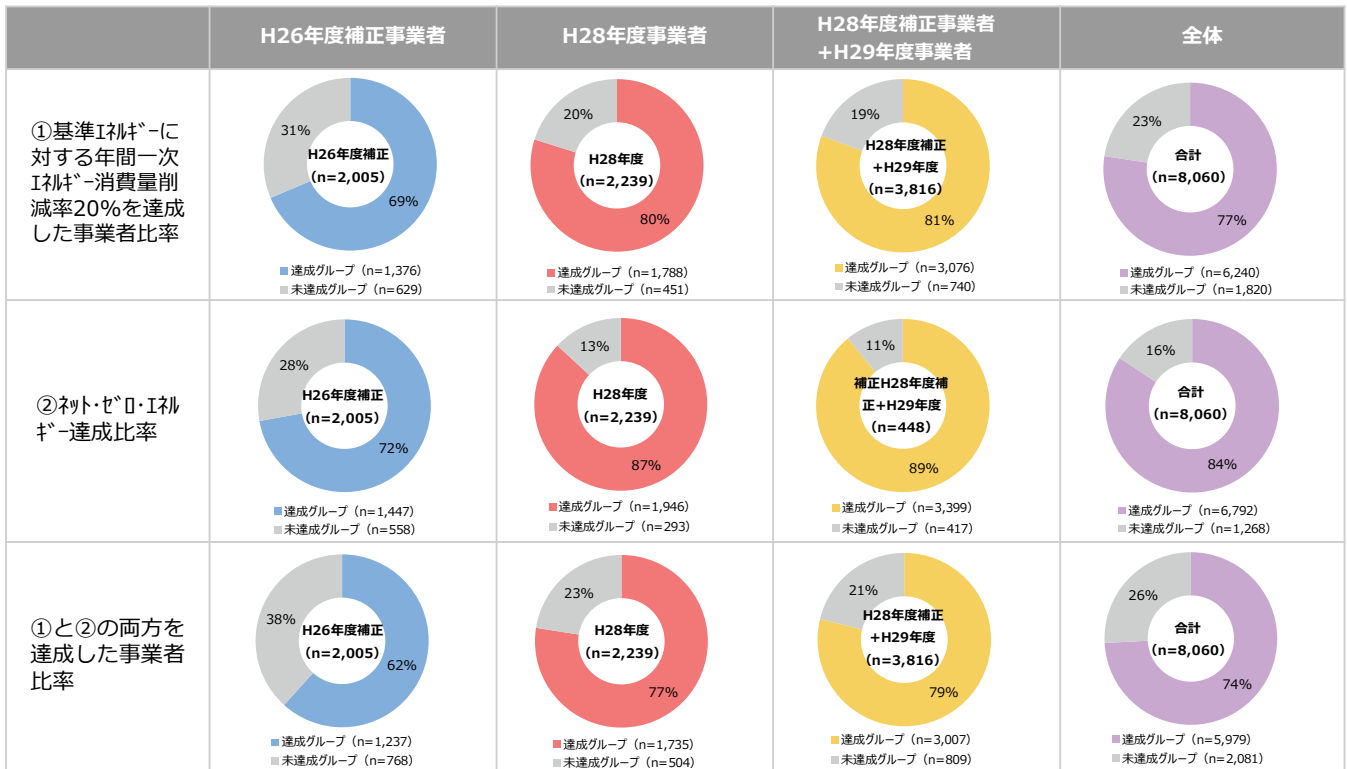 H26年度補正事業者
H28年度事業者
H28年度補正事業者
+H29年度事業者
全体
①基準ｴﾈﾙｷﾞｰに
対する年間一次
ｴﾈﾙｷﾞｰ消費量削
減率20%を達成
した事業者比率
31%
H26年度補正
(n=2,005)
69%
達成グループ（n=1,376）
未達成グループ（n=629）
20%
H28年度
(n=2,239)
80%
達成グループ（n=1,788）
未達成グループ（n=451）
19%
H28年度補正
+H29年度
(n=3,816)
81%
達成グループ（n=3,076）
未達成グループ（n=740）
23%
合計
(n=8,060)
77%
達成グループ（n=6,240）
未達成グループ（n=1,820）
②ﾈｯﾄ･ｾﾞﾛ･ｴﾈﾙ
ｷﾞｰ達成比率
28%
H26年度補正
(n=2,005)
72%
達成グループ（n=1,447）
未達成グループ（n=558）
13%
H28年度
(n=2,239)
87%
達成グループ（n=1,946）
未達成グループ（n=293）
11%
補正H28年度補
正+H29年度
(n=448)
89%
達成グループ（n=3,399）
未達成グループ（n=417）
16%
合計
(n=8,060)
84%
達成グループ（n=6,792）
未達成グループ（n=1,268）
①と②の両方を
達成した事業者
比率
38%
H26年度補正
(n=2,005)
62%
達成グループ（n=1,237）
未達成グループ（n=768）
23%
H28年度
(n=2,239)
77%
達成グループ（n=1,735）
未達成グループ（n=504）
21%
H28年度補正
+H29年度
(n=3,816)
79%
達成グループ（n=3,007）
未達成グループ（n=809）
26%
合計
(n=8,060)
74%
達成グループ（n=5,979）
未達成グループ（n=2,081）